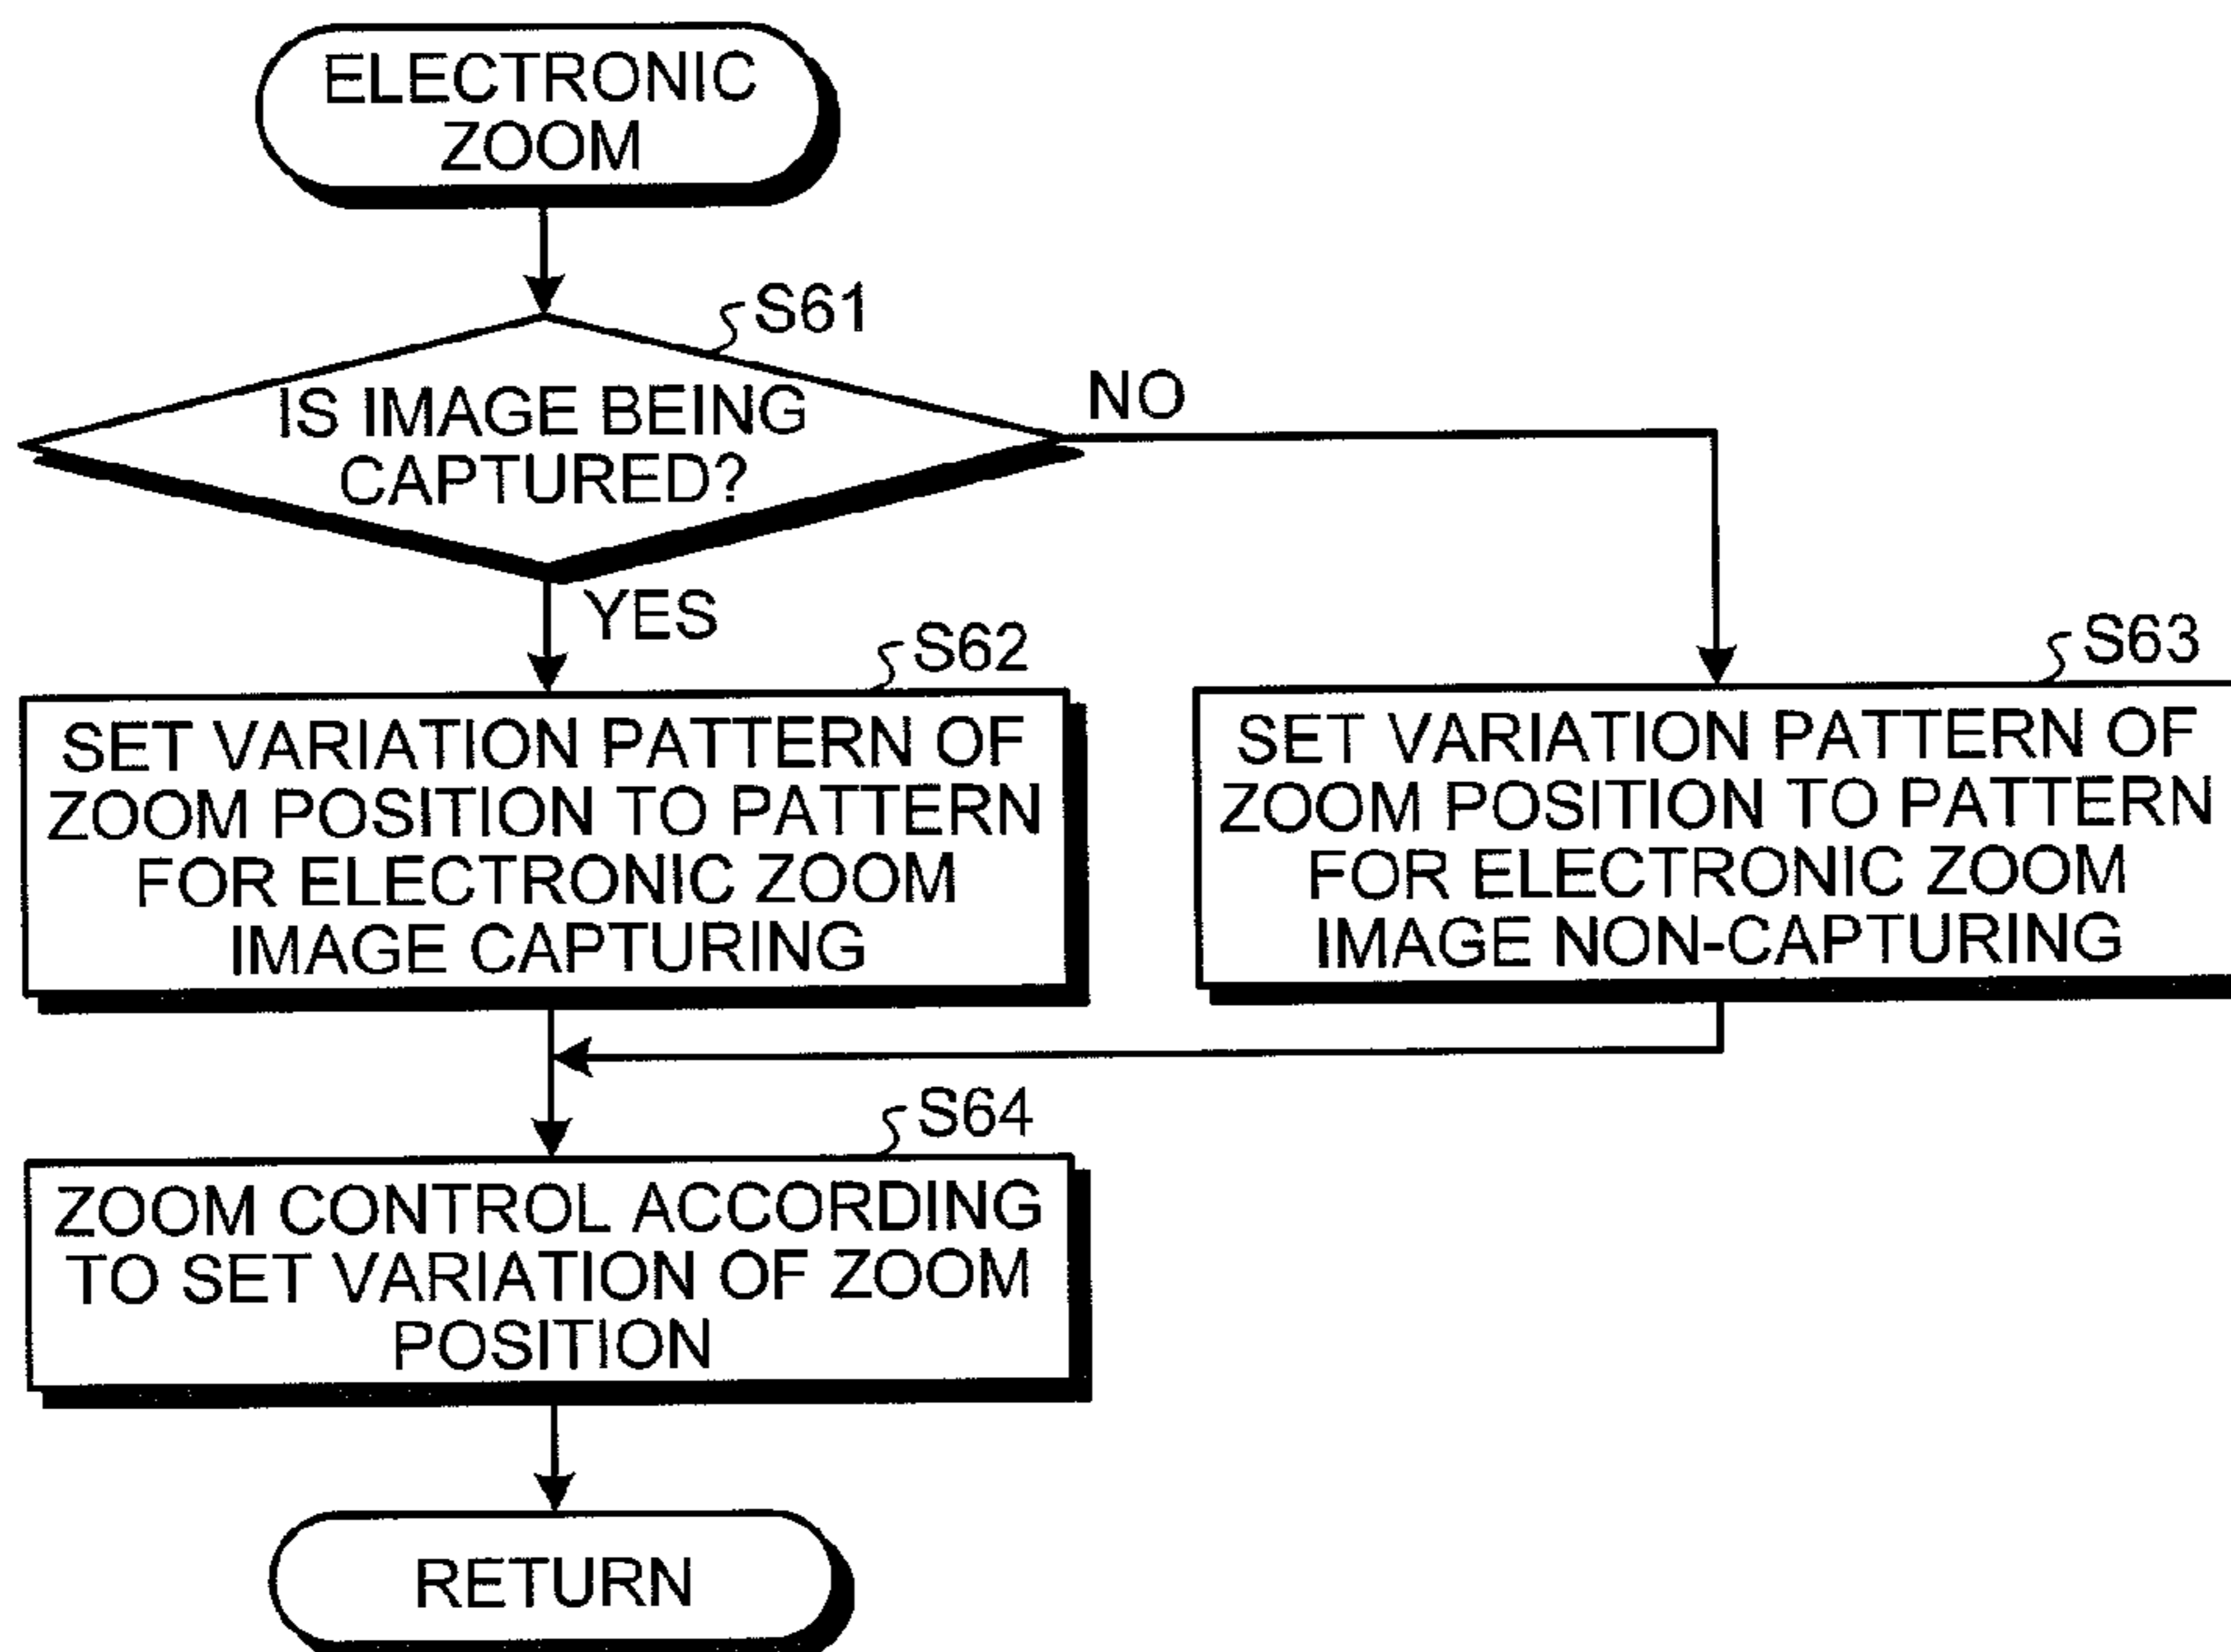 ELECTRONIC
ZOOM
S61
IS IMAGE BEING
CAPTURED?
NO
YES
S62
SET VARIATION PATTERN OF
ZOOM POSITION TO PATTERN
FOR ELECTRONIC ZOOM
IMAGE CAPTURING
S63
SET VARIATION PATTERN OF
ZOOM POSITION TO PATTERN
FOR ELECTRONIC ZOOM
IMAGE NON-CAPTURING
S64
ZOOM CONTROL ACCORDING
TO SET VARIATION OF ZOOM
POSITION
RETURN